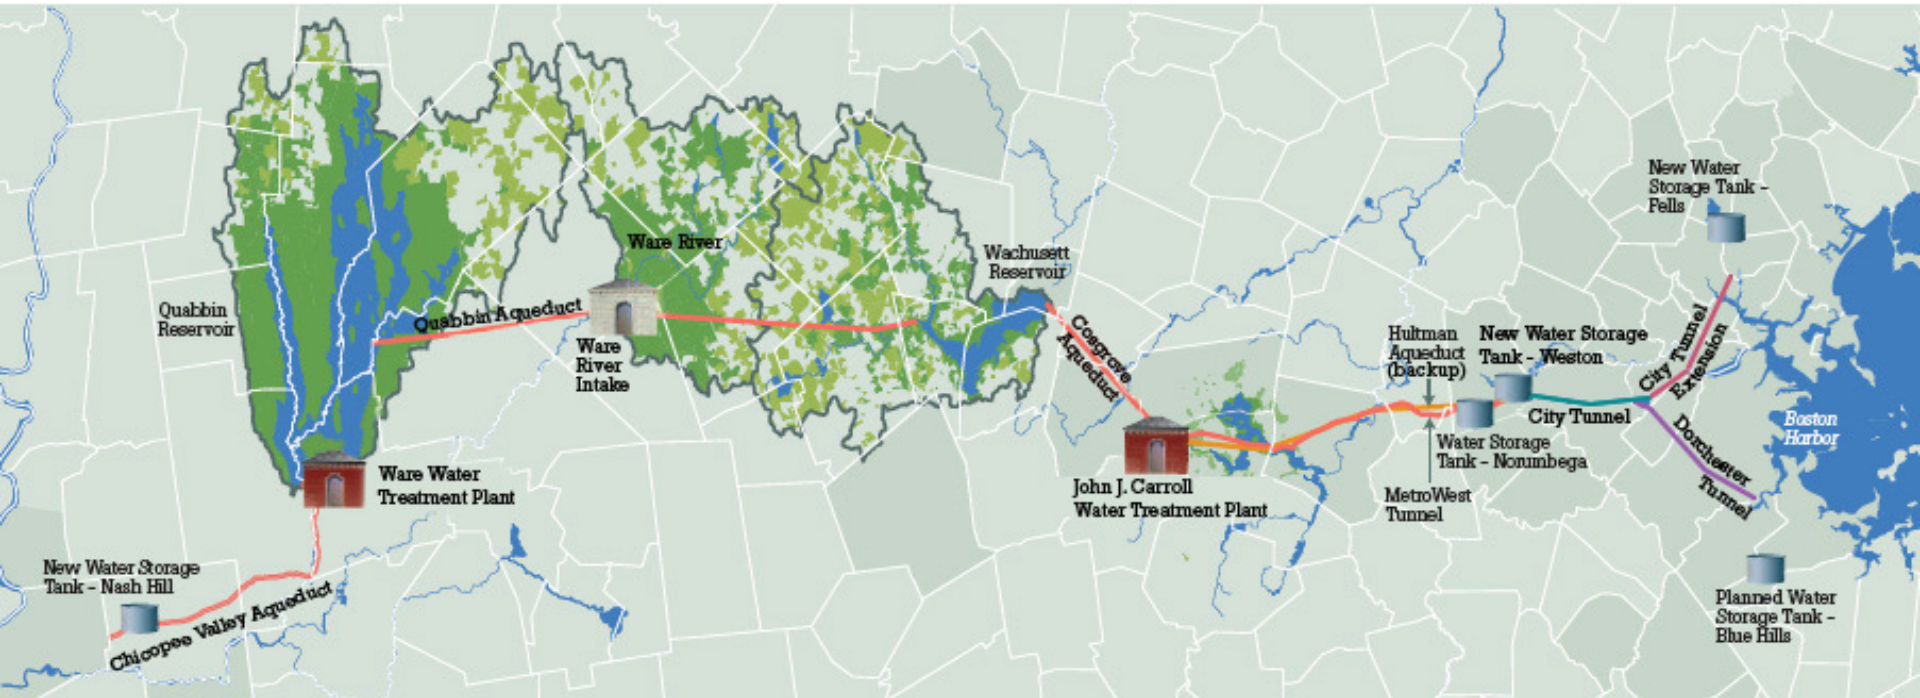 New Water
Storage Tank -
Fells
Ware River
Wachusett
Reservoir
Quabbin
Reservoir
Quabbin Aqueduct
Ware
River
Intake
Cosgrove
Aqueduct
Hultman
Aqueduct
(backup)
New Water Storage
Tank - Weston
City Tunnel
Extension
City Tunnel
Boston
Harbor
Water Storage
Tank - Norumbega
Dorchester
Tunnel
Ware Water
Treatment Plant
John J. Carroll
Water Treatment Plant
MetroWest
Tunnel
New Water Storage
Tank - Nash Hill
Chicopee Valley Aqueduct
Planned Water
Storage Tank -
Blue Hills